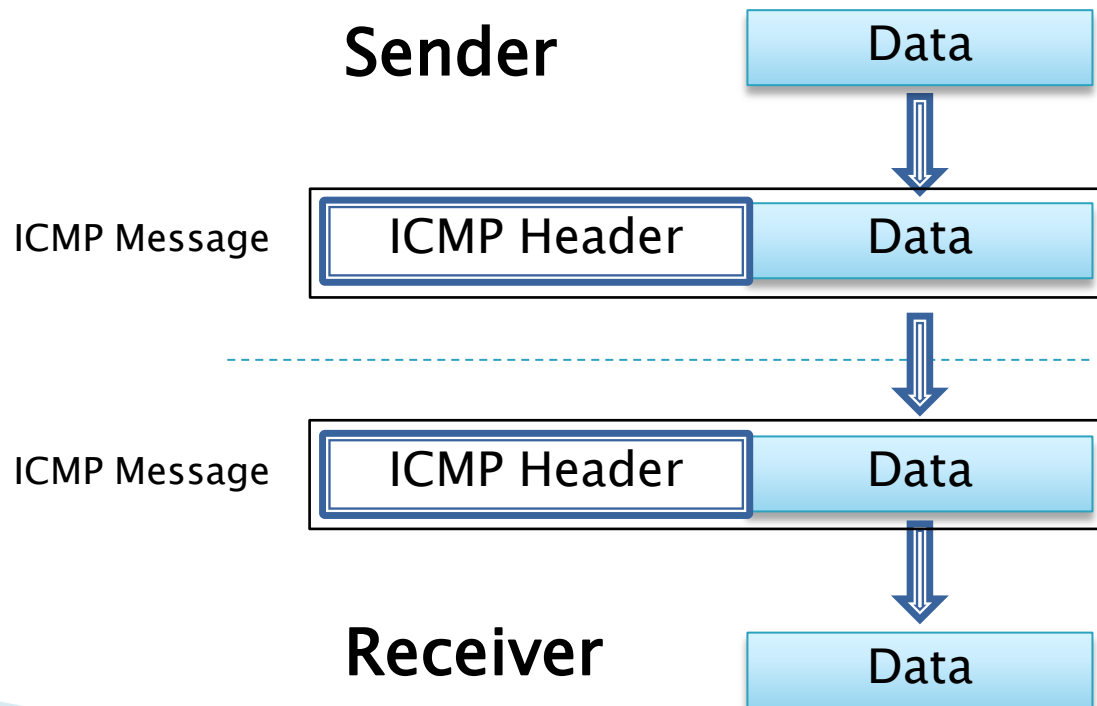 Sender
Data
ICMP Message
ICMP Header
Data
ICMP Message
ICMP Header
Data
Receiver
Data